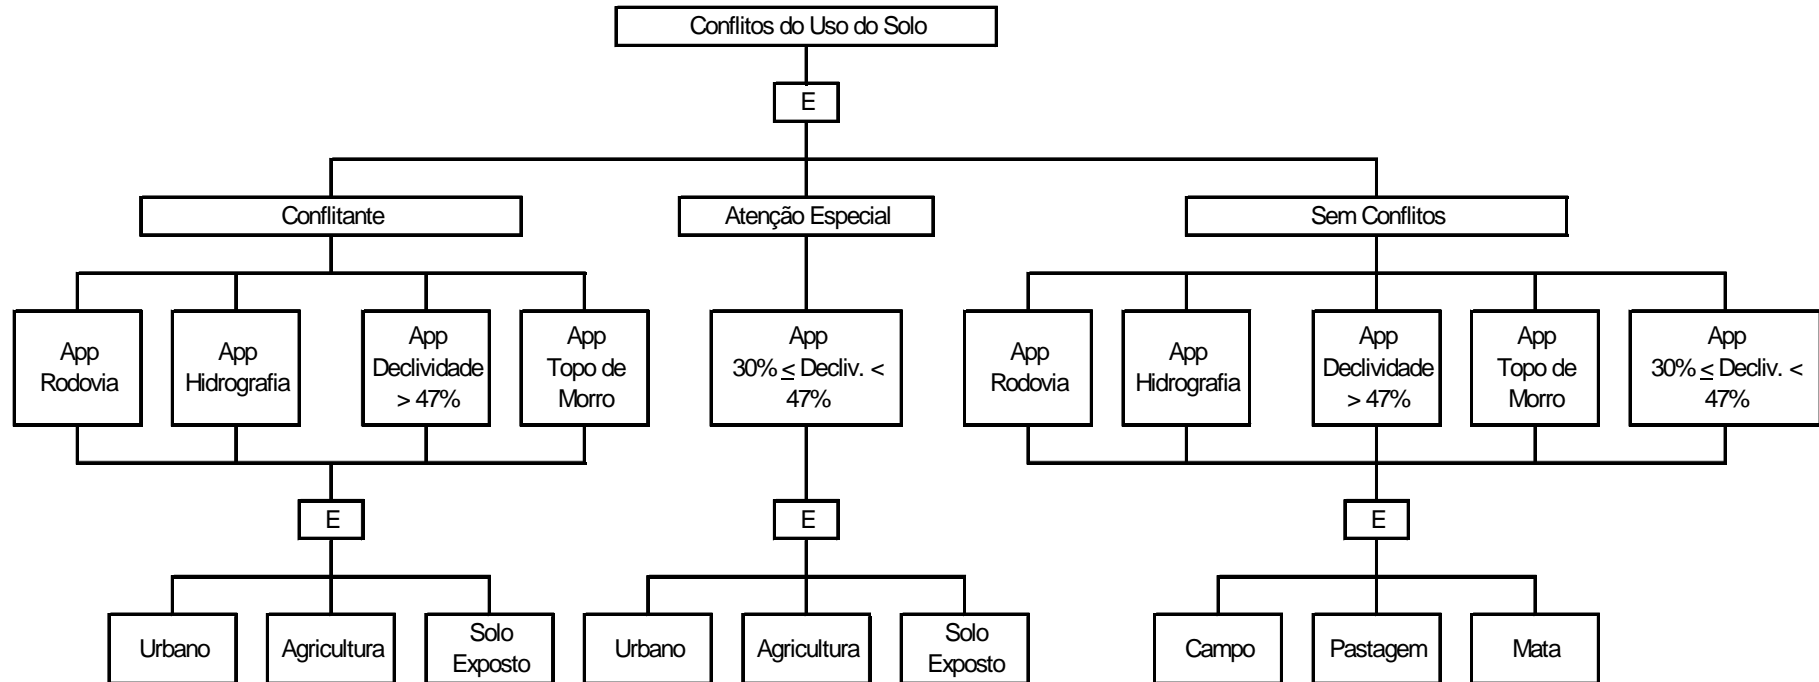 Conflitos do Uso do Solo
E
Conflitante
Atenção Especial
Sem Conflitos
App
Rodovia
App
Hidrografia
App
Declividade
> 47%
App
Topo de
Morro
App
30% ≤ Decliv. <
47%
App
Rodovia
App
Hidrografia
App
Declividade
> 47%
App
Topo de
Morro
App
30% ≤ Decliv. <
47%
E
E
E
Urbano
Agricultura
Solo
Exposto
Urbano
Agricultura
Solo
Exposto
Campo
Pastagem
Mata